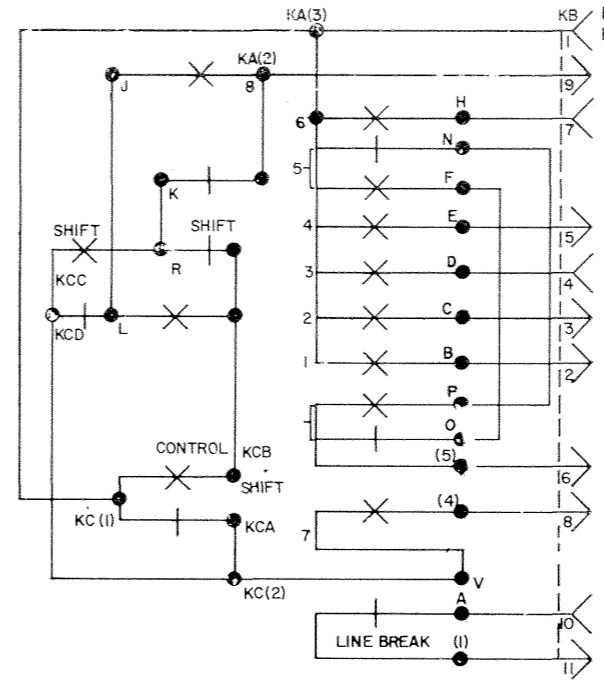 KA(3) KB
1
KA(2)
J 8 9
6 H 7
N
5
K F
SHIFT SHIFT 4 E 5
R
KCC 3 D 4
KCD L 2 C 3
1 B 2
P
O
CONTROL KCB (5)
SHIFT 6
KC(1) KCA (4)
7 8
V
KC(2) A
10
LINE BREAK (1)
11